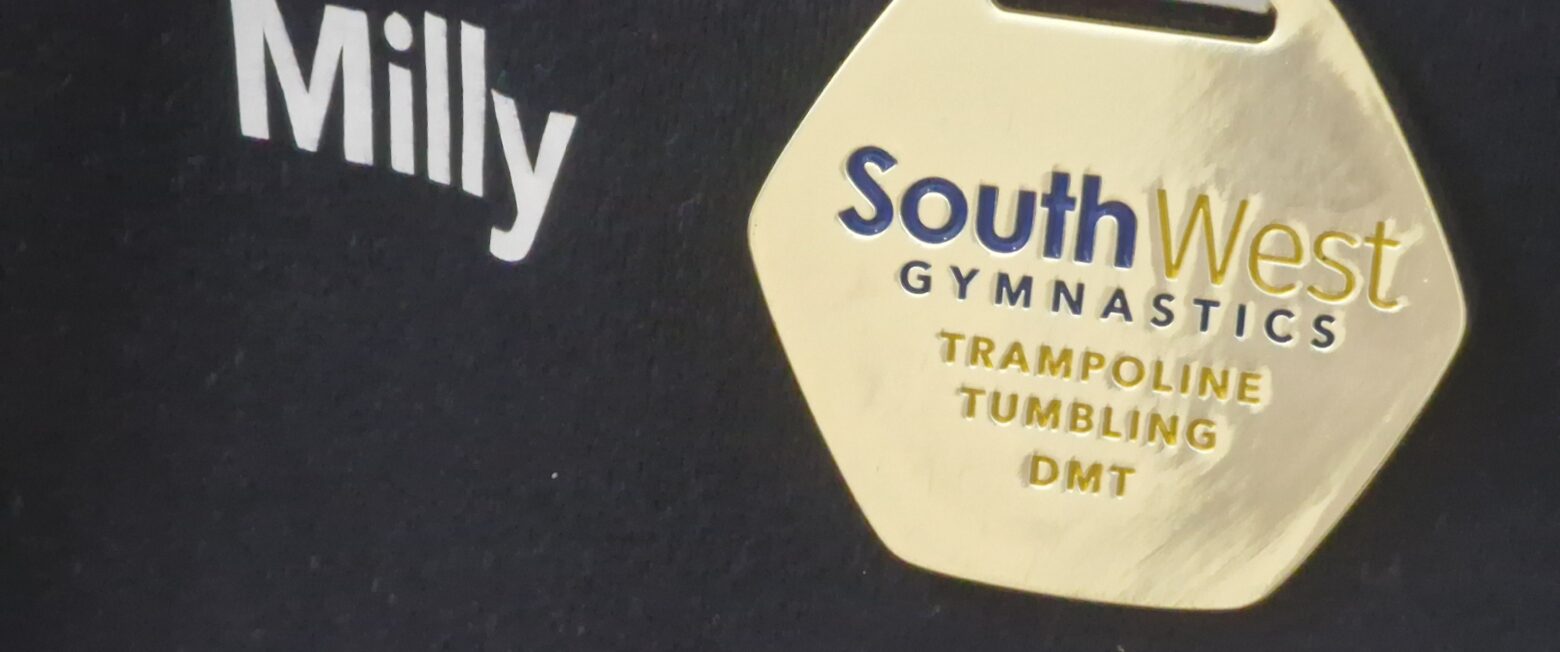 Milly
SouthWest
GYMNASTICS
TRAMPOLINE
TUMBLING
DMT